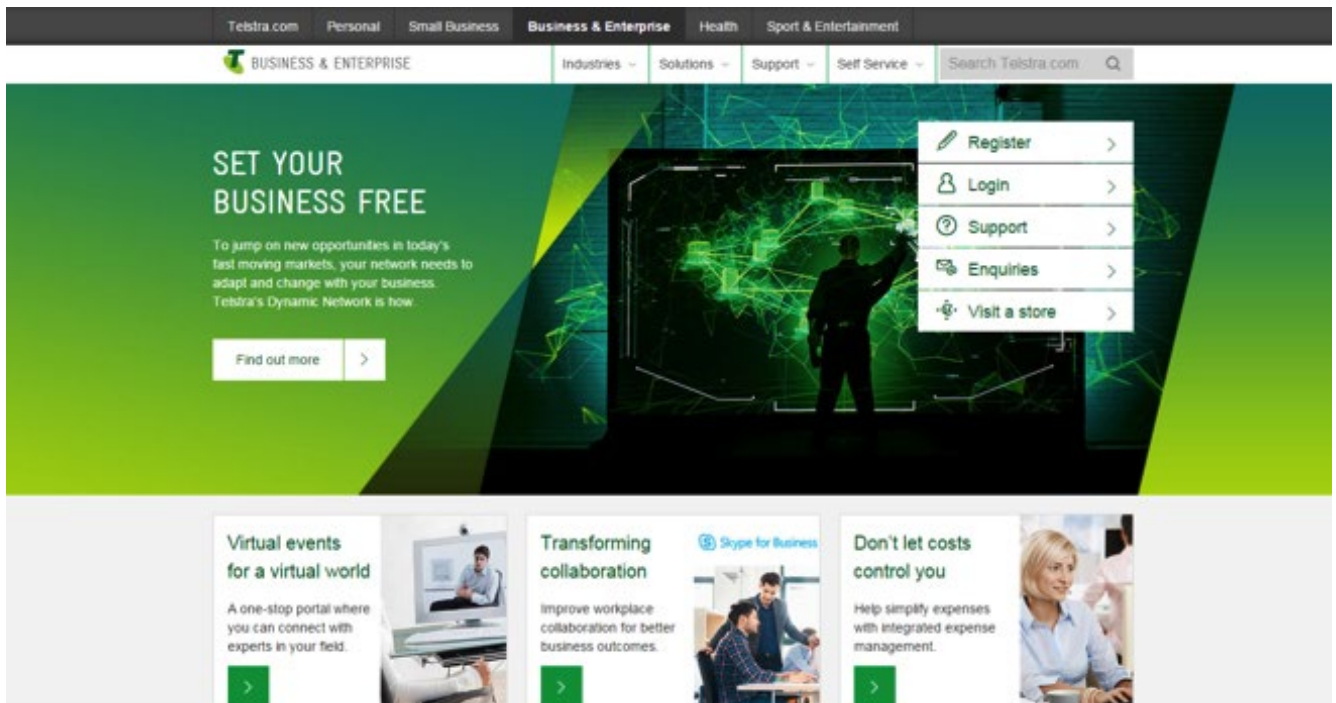 Telstra.com Personal Small Business Business & Enterprise Health Sport & Entertainment
BUSINESS & ENTERPRISE Industries Solutions Support Self Service Search Telstra.com
SET YOUR
BUSINESS FREE
To jump on new opportunities in today's
fast moving markets, your network needs to
adapt and change with your business.
Telstra's Dynamic Network is how.
Find out more
Register
Login
Support
Enquiries
Visit a store
Virtual events
for a virtual world
A one-stop portal where
you can connect with
experts in your field.
Transforming
collaboration
Skype for Business
Improve workplace
collaboration for better
business outcomes.
Don't let costs
control you
Help simplify expenses
with integrated expense
management.